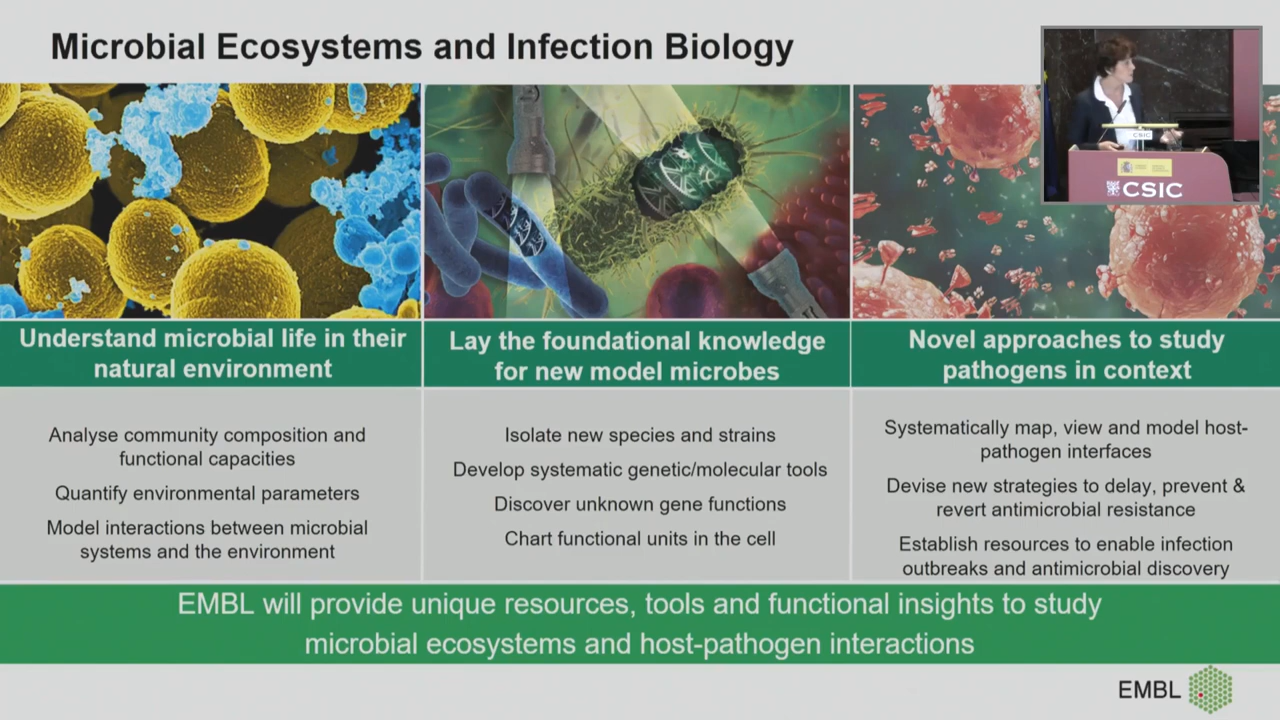 Microbial Ecosystems and Infection Biology
CSIC
CSIC
Understand microbial life in their
natural environment
Lay the foundational knowledge
for new model microbes
Novel approaches to study
pathogens in context
Analyse community composition and
functional capacities
Quantify environmental parameters
Model interactions between microbial
systems and the environment
Isolate new species and strains
Develop systematic genetic/molecular tools
Discover unknown gene functions
Chart functional units in the cell
Systematically map, view and model host-
pathogen interfaces
Devise new strategies to delay, prevent &
revert antimicrobial resistance
Establish resources to enable infection
outbreaks and antimicrobial discovery
EMBL will provide unique resources, tools and functional insights to study
microbial ecosystems and host-pathogen interactions
EMBL